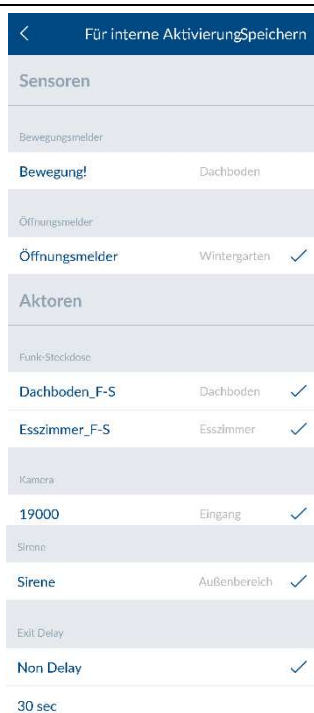 Für interne AktivierungSpeichern
Sensoren
Bewegungsmelder
Bewegung! Dachboden
Öffnungsmelder
Öffnungsmelder Wintergarten
Aktoren
Funk-Steckdose
Dachboden_F-S Dachboden
Esszimmer_F-S Esszimmer
Kamera
19000 Eingang
Sirene
Sirene Außenbereich
Exit Delay
Non Delay
30 sec